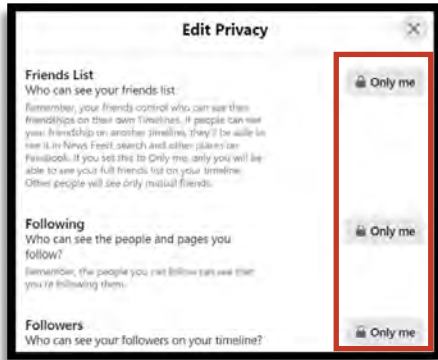 Edit Privacy
Friends List
Only me
Who can see your friends list
Remember, your friends control who can see their
friendships on their own Timelines. If people can see
your friendship on another timeline, they'll be able to
see it in News Feed, search and other places on
Facebook. If you set this to Only me, only you will be
able to see your full friends list on your timeline.
Other people will see only mutual friends.
Following
Only me
Who can see the people and pages you
follow?
Remember, the people you follow can see that
you're following them.
Followers
Only me
Who can see your followers on your timeline?